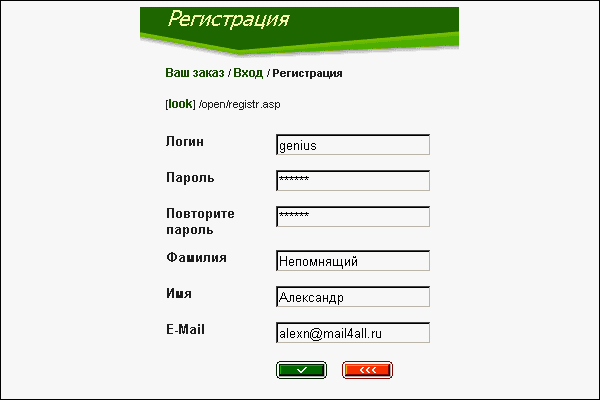 Регистрация
Ваш заказ / Вход / Регистрация
[look] /open/registr.asp
Логин genius
Пароль ******
Повторите ******
пароль
Фамилия Непомнящий
Имя Александр
E-Mail alexn@mail4all.ru
<<<